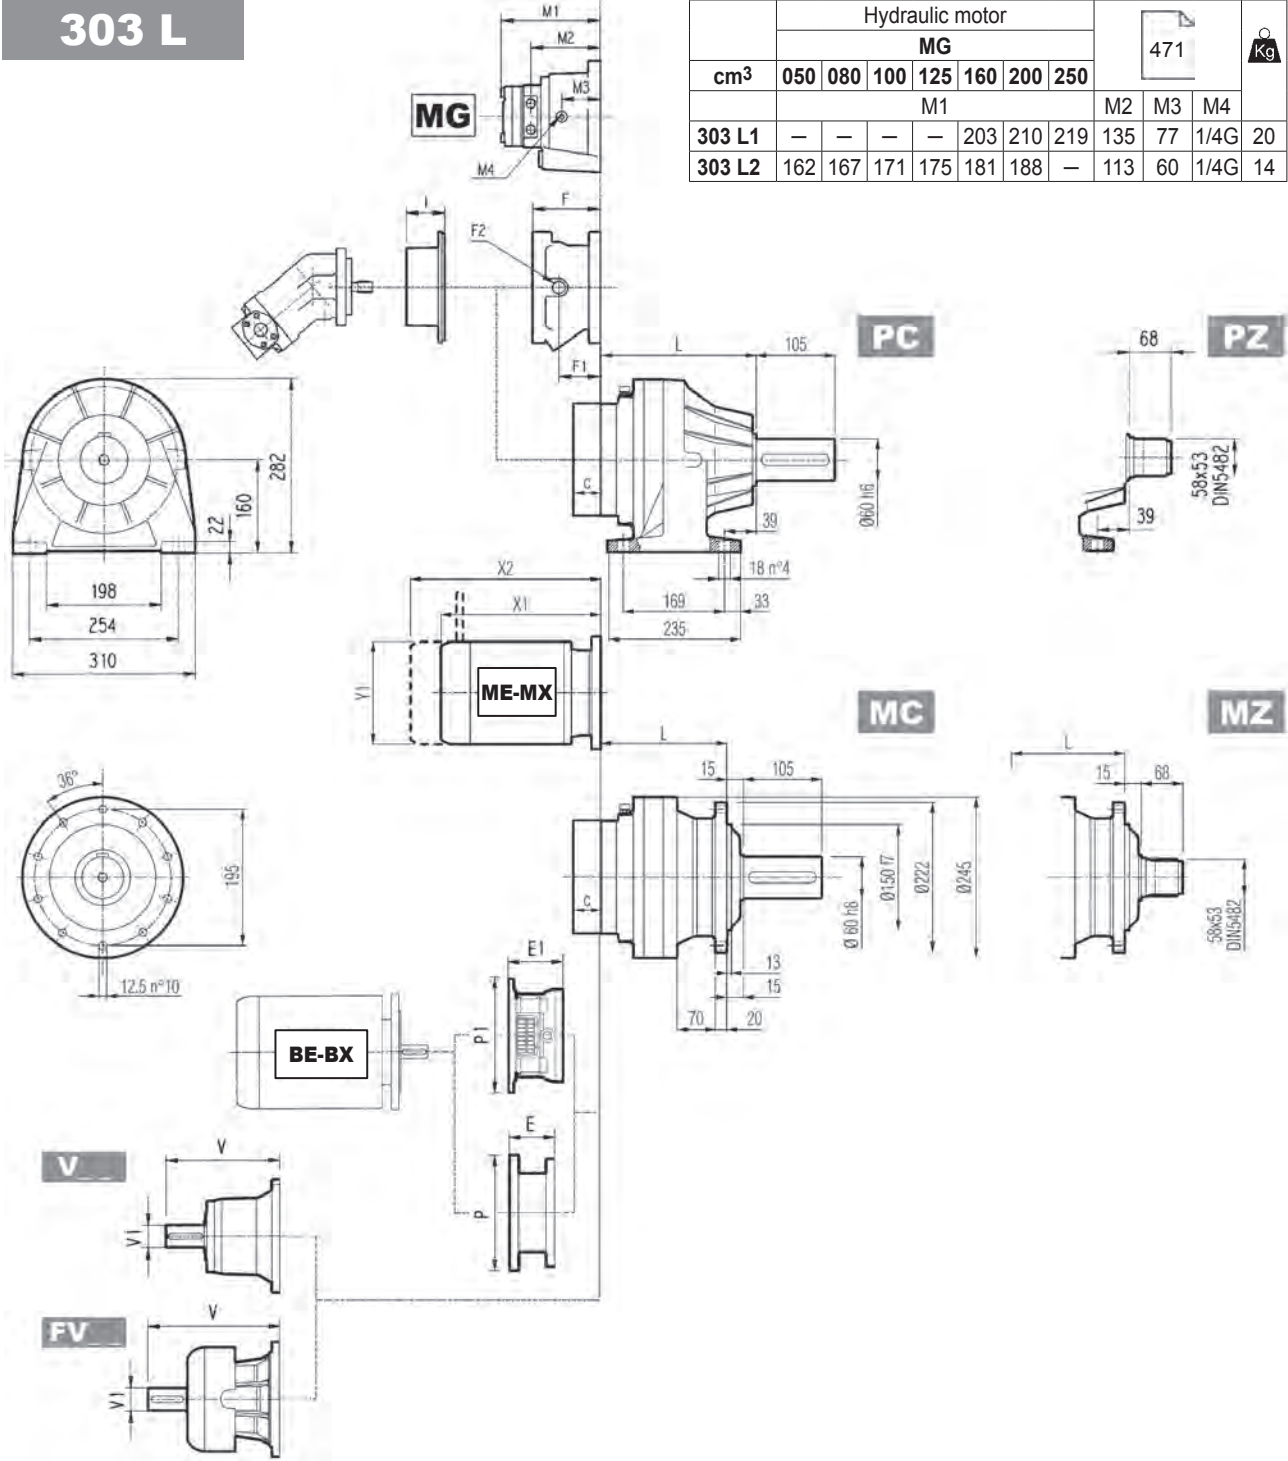 303 L
Hydraulic motor
MG
471
Kg
cm3 050 080 100 125 160 200 250
M1 M2 M3 M4
303 L1 – – – – 203 210 219 135 77 1/4G 20
303 L2 162 167 171 175 181 188 – 113 60 1/4G 14
M1
M2
M3
MG
M4
I
F
F2
F1
PC
L
105
PZ
68
282
160
22
C
Ø60 h6
39
58x53
DIN5482
39
198
254
310
18 n°4
169
33
235
X2
X1
Y1
ME-MX
MC
MZ
L
15
105
L
15
68
36°
195
12.5 n°10
C
Ø 60 h6
Ø150 f7
Ø222
Ø245
58x53
DIN5482
13
15
70
20
E1
P1
BE-BX
E
P
V__
V
V1
FV__
V
V1